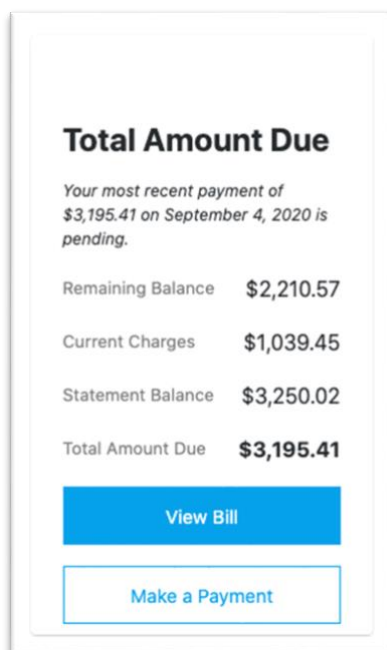 Total Amount Due
Your most recent payment of
$3,195.41 on September 4, 2020 is
pending.
Remaining Balance $2,210.57
Current Charges $1,039.45
Statement Balance $3,250.02
Total Amount Due $3,195.41
View Bill
Make a Payment